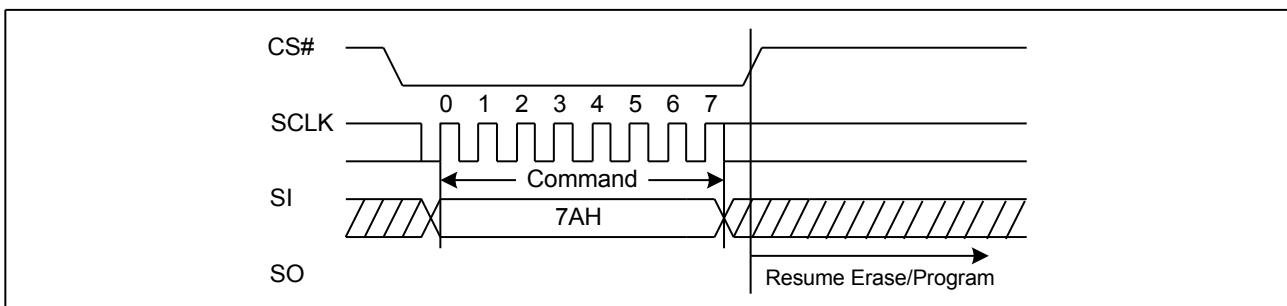 CS#
0 1 2 3 4 5 6 7
SCLK
Command
SI
7AH
SO
Resume Erase/Program